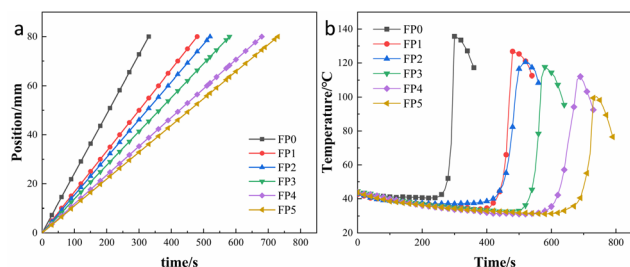 a
80
60
40
20
0
Position/mm
0 100 200 300 400 500 600 700 800
time/s
FP0
FP1
FP2
FP3
FP4
FP5
b
140
120
100
80
60
40
20
Temperature/°C
0 200 400 600 800
Time/s
FP0
FP1
FP2
FP3
FP4
FP5